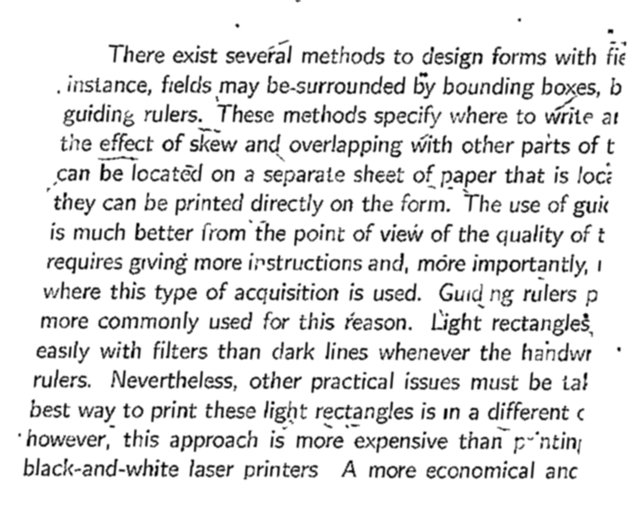 There exist several methods to design forms with fie
instance, fields may be-surrounded by bounding boxes, b
guiding rulers. These methods specify where to write ar
the effect of skew and overlapping with other parts of t
can be located on a separate sheet of paper that is loca
they can be printed directly on the form. The use of guid
is much better from the point of view of the quality of t
requires giving more instructions and, more importantly,
where this type of acquisition is used. Guiding rulers p
more commonly used for this reason. Light rectangles
easily with filters than dark lines whenever the handwr
rulers. Nevertheless, other practical issues must be tak
best way to print these light rectangles is in a different c
however, this approach is more expensive than printing
black-and-white laser printers A more economical and